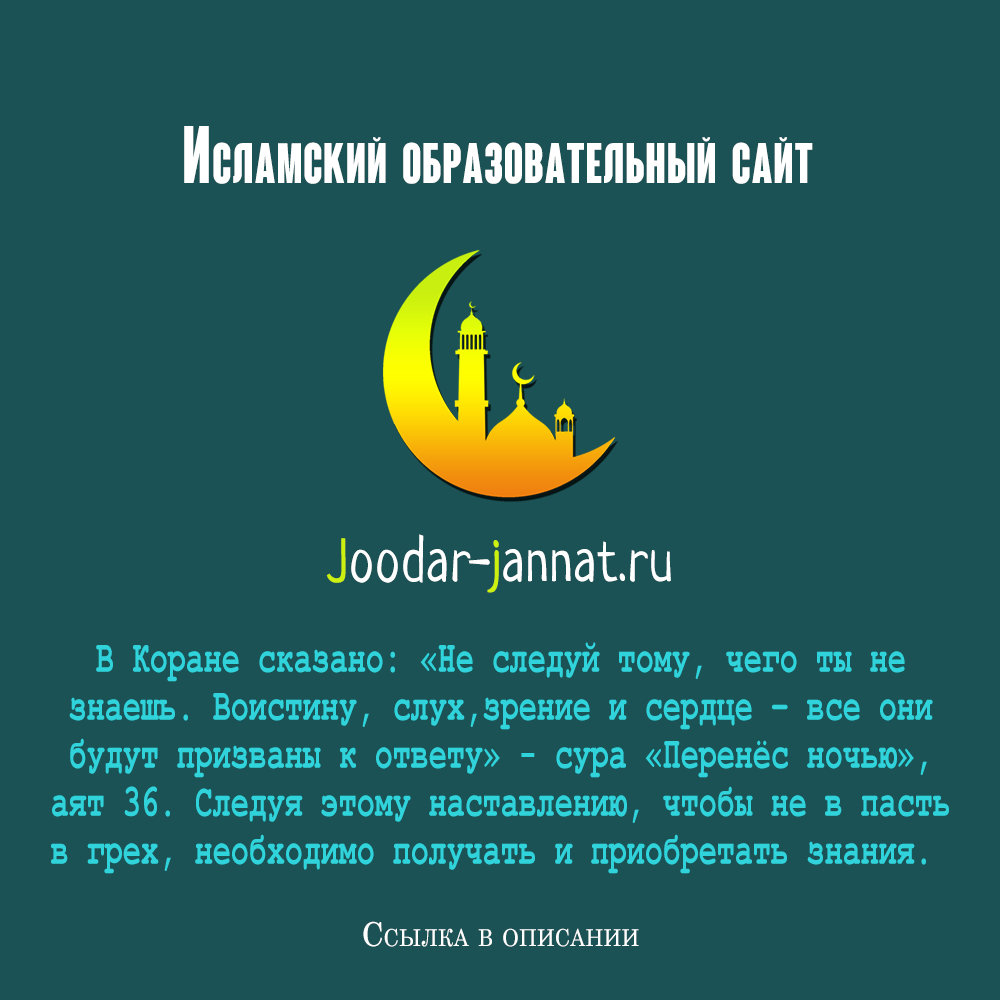 Исламский образовательный сайт
Joodar-jannat.ru
В Коране сказано: «Не следуй тому, чего ты не
знаешь. Воистину, слух,зрение и сердце – все они
будут призваны к ответу» - сура «Перенёс ночью»,
аят 36. Следуя этому наставлению, чтобы не в пасть
в грех, необходимо получать и приобретать знания.
Ссылка в описании